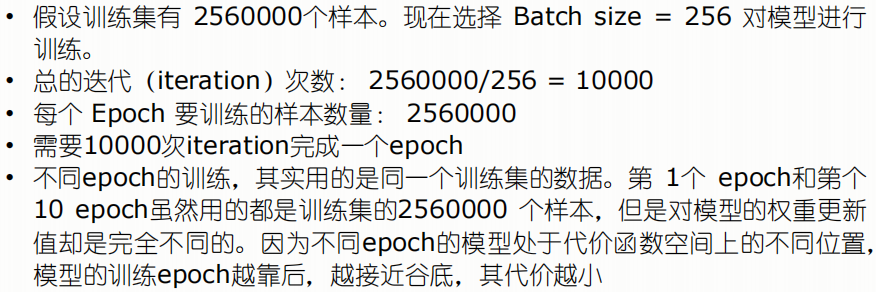 • 假设训练集有 2560000个样本。现在选择 Batch size = 256 对模型进行
训练。
• 总的迭代（iteration）次数： 2560000/256 = 10000
• 每个 Epoch 要训练的样本数量： 2560000
• 需要10000次iteration完成一个epoch
• 不同epoch的训练，其实用的是同一个训练集的数据。第 1个 epoch和第个
10 epoch虽然用的都是训练集的2560000 个样本，但是对模型的权重更新
值却是完全不同的。因为不同epoch的模型处于代价函数空间上的不同位置，
模型的训练epoch越靠后，越接近谷底，其代价越小